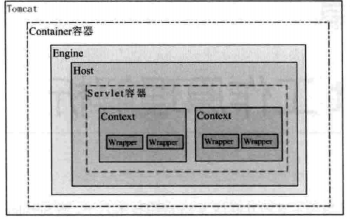 Tomcat
Container容器
Engine
Host
Servlet容器
Context
Context
Wrapper
Wrapper
Wrapper
Wrapper